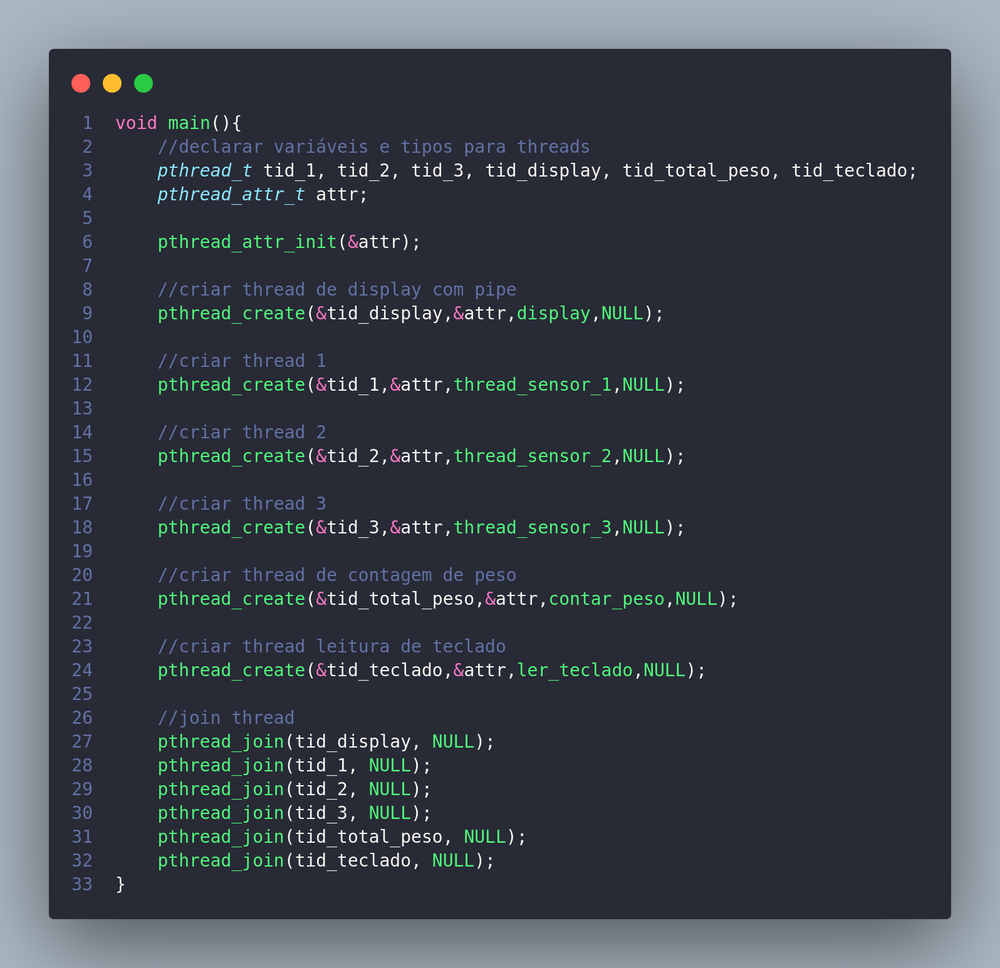 1 void main(){
2 //declarar variáveis e tipos para threads
3 pthread_t tid_1, tid_2, tid_3, tid_display, tid_total_peso, tid_teclado;
4 pthread_attr_t attr;
5
6 pthread_attr_init(&attr);
7
8 //criar thread de display com pipe
9 pthread_create(&tid_display,&attr,display,NULL);
10
11 //criar thread 1
12 pthread_create(&tid_1,&attr,thread_sensor_1,NULL);
13
14 //criar thread 2
15 pthread_create(&tid_2,&attr,thread_sensor_2,NULL);
16
17 //criar thread 3
18 pthread_create(&tid_3,&attr,thread_sensor_3,NULL);
19
20 //criar thread de contagem de peso
21 pthread_create(&tid_total_peso,&attr,contar_peso,NULL);
22
23 //criar thread leitura de teclado
24 pthread_create(&tid_teclado,&attr,ler_teclado,NULL);
25
26 //join thread
27 pthread_join(tid_display, NULL);
28 pthread_join(tid_1, NULL);
29 pthread_join(tid_2, NULL);
30 pthread_join(tid_3, NULL);
31 pthread_join(tid_total_peso, NULL);
32 pthread_join(tid_teclado, NULL);
33 }